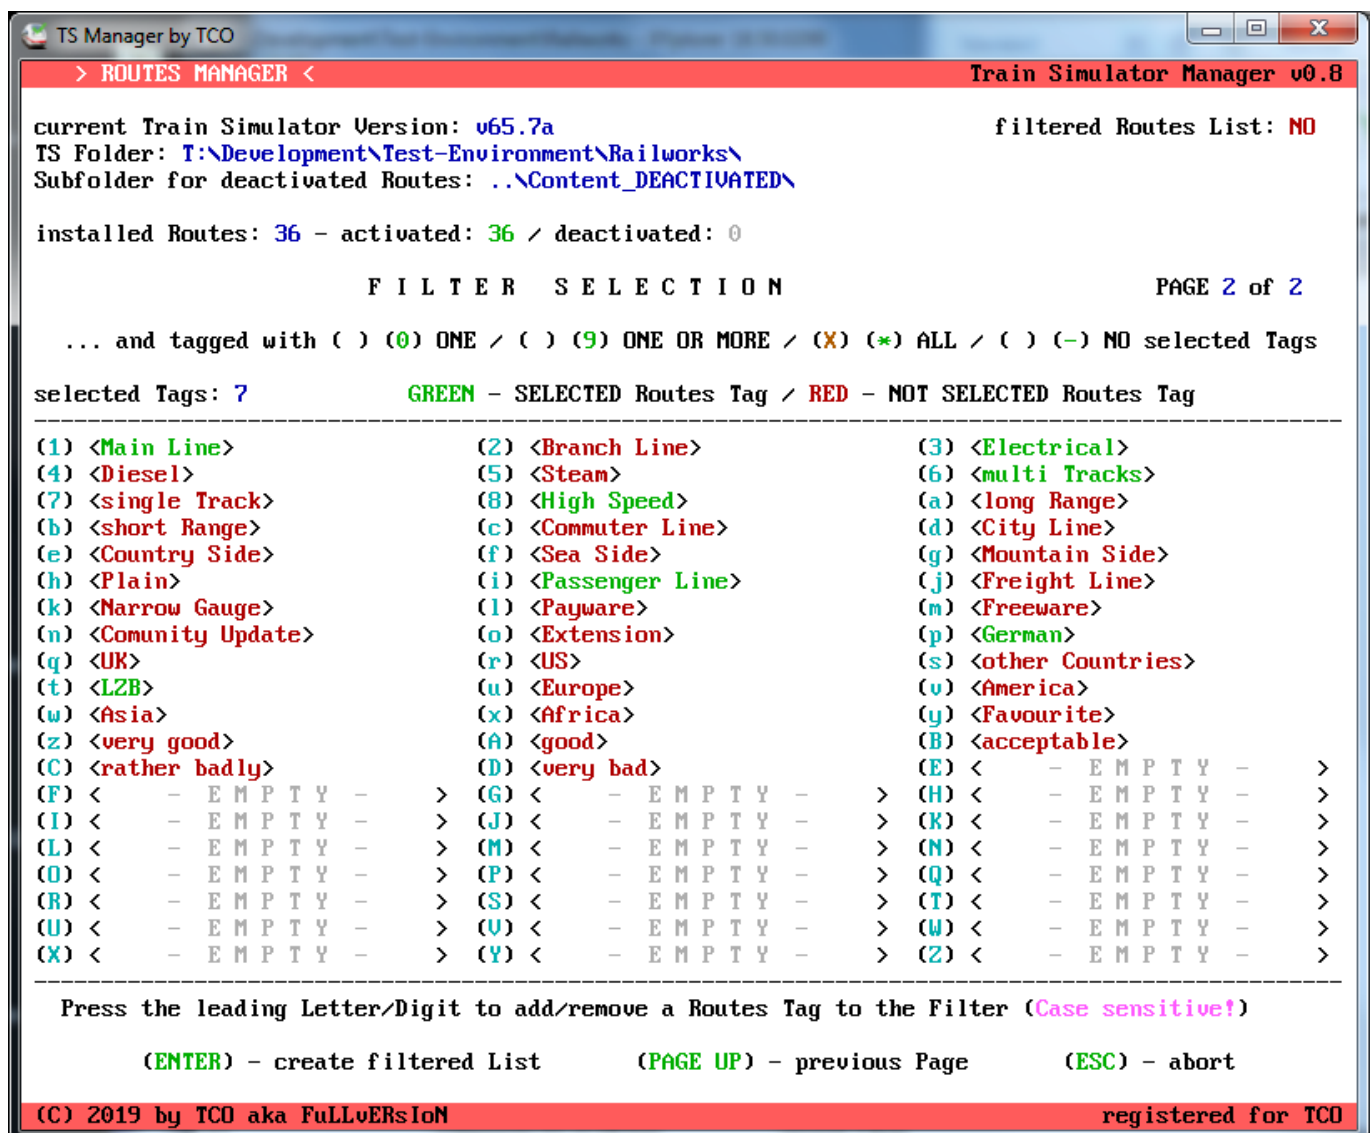 TS Manager by TCO
> ROUTES MANAGER < Train Simulator Manager v0.8
current Train Simulator Version: v65.7a filtered Routes List: NO
TS Folder: T:\Development\Test-Environment\Railworks\
Subfolder for deactivated Routes: ..\Content_DEACTIVATED\
installed Routes: 36 - activated: 36 / deactivated: 0
F I L T E R S E L E C T I O N PAGE 2 of 2
... and tagged with ( ) (0) ONE / ( ) (9) ONE OR MORE / (X) (*) ALL / ( ) (-) NO selected Tags
selected Tags: 7 GREEN - SELECTED Routes Tag / RED - NOT SELECTED Routes Tag
(1) <Main Line> (2) <Branch Line> (3) <Electrical>
(4) <Diesel> (5) <Steam> (6) <multi Tracks>
(7) <single Track> (8) <High Speed> (a) <long Range>
(b) <short Range> (c) <Commuter Line> (d) <City Line>
(e) <Country Side> (f) <Sea Side> (g) <Mountain Side>
(h) <Plain> (i) <Passenger Line> (j) <Freight Line>
(k) <Narrow Gauge> (l) <Payware> (m) <Freeware>
(n) <Comunity Update> (o) <Extension> (p) <German>
(q) <UK> (r) <US> (s) <other Countries>
(t) <LZB> (u) <Europe> (v) <America>
(w) <Asia> (x) <Africa> (y) <Favourite>
(z) <very good> (A) <good> (B) <acceptable>
(C) <rather badly> (D) <very bad> (E) < - E M P T Y - >
(F) < - E M P T Y - > (G) < - E M P T Y - > (H) < - E M P T Y - >
(I) < - E M P T Y - > (J) < - E M P T Y - > (K) < - E M P T Y - >
(L) < - E M P T Y - > (M) < - E M P T Y - > (N) < - E M P T Y - >
(O) < - E M P T Y - > (P) < - E M P T Y - > (Q) < - E M P T Y - >
(R) < - E M P T Y - > (S) < - E M P T Y - > (T) < - E M P T Y - >
(U) < - E M P T Y - > (V) < - E M P T Y - > (W) < - E M P T Y - >
(X) < - E M P T Y - > (Y) < - E M P T Y - > (Z) < - E M P T Y - >
Press the leading Letter/Digit to add/remove a Routes Tag to the Filter (Case sensitive!)
(ENTER) - create filtered List (PAGE UP) - previous Page (ESC) - abort
(C) 2019 by TCO aka FuLLvERsIoN registered for TCO